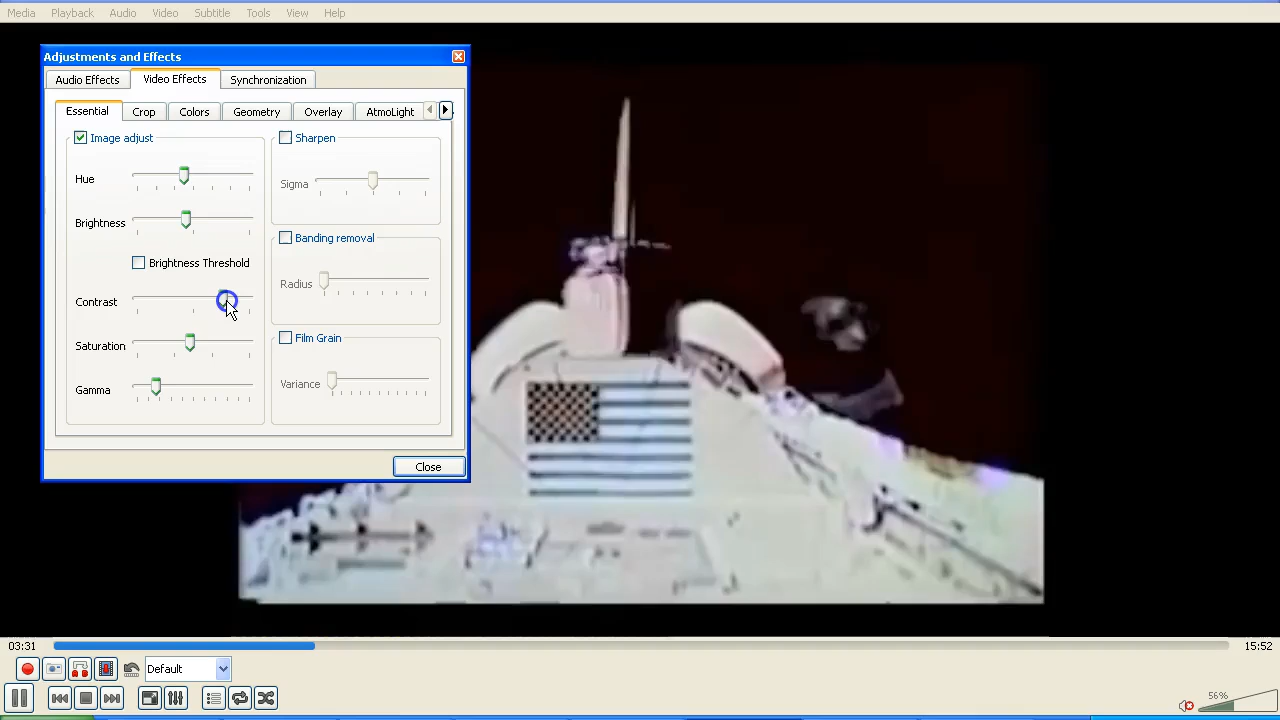 Media Playback Audio Video Subtitle Tools View Help
Adjustments and Effects
Audio Effects Video Effects Synchronization
Essential Crop Colors Geometry Overlay AtmoLight
Image adjust
Sharpen
Hue
Sigma
Brightness
Banding removal
Brightness Threshold
Radius
Contrast
Film Grain
Saturation
Variance
Gamma
Close
03:31 15:52
Default
56%